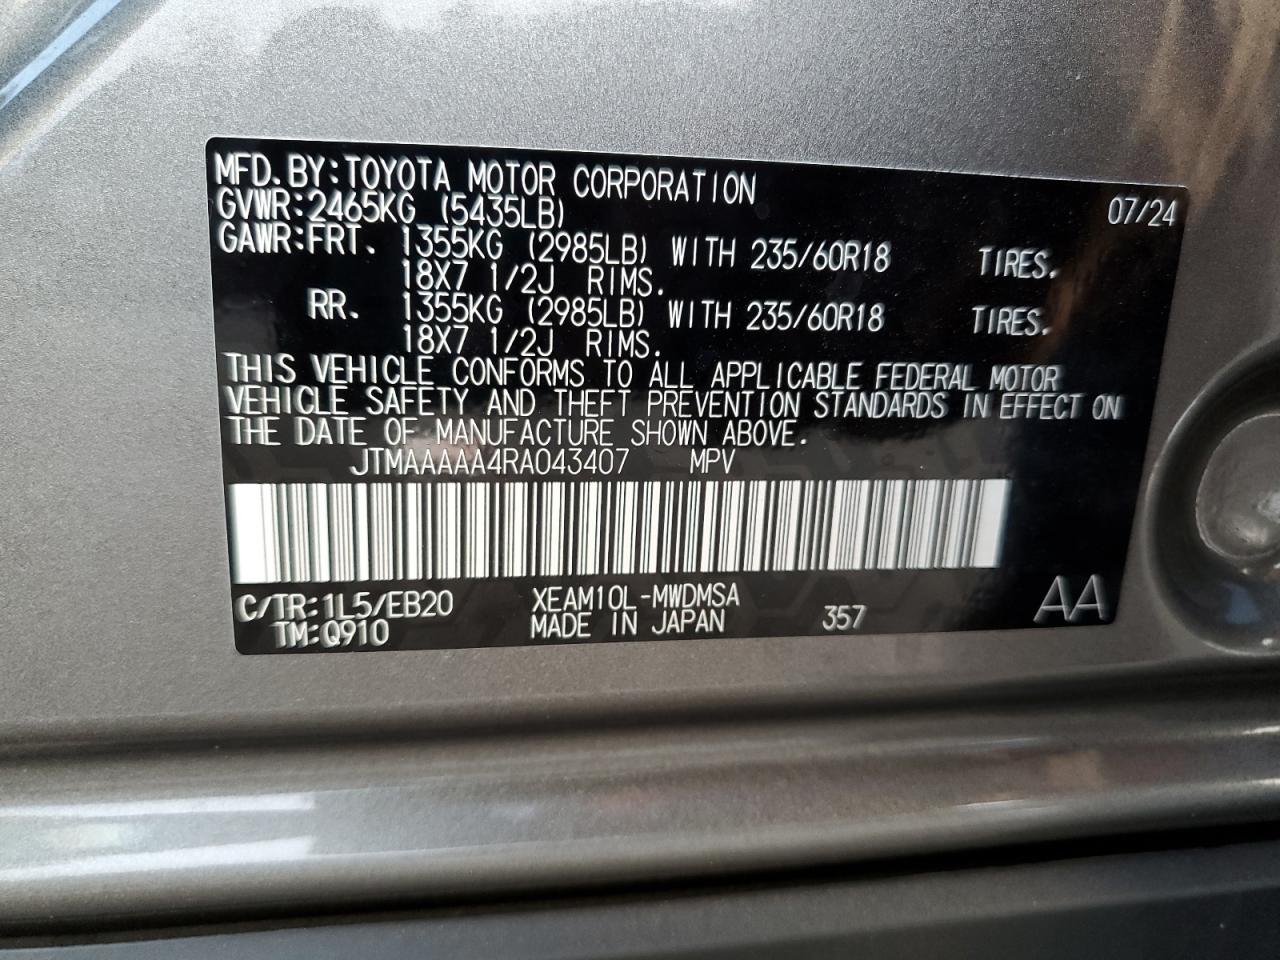 MFD.BY:TOYOTA MOTOR CORPORATION 07/24
GVWR:2465KG (5435LB)
GAWR:FRT. 1355KG (2985LB) WITH 235/60R18 TIRES.
18X7 1/2J RIMS.
RR. 1355KG (2985LB) WITH 235/60R18 TIRES.
18X7 1/2J RIMS.
THIS VEHICLE CONFORMS TO ALL APPLICABLE FEDERAL MOTOR
VEHICLE SAFETY AND THEFT PREVENTION STANDARDS IN EFFECT ON
THE DATE OF MANUFACTURE SHOWN ABOVE.
JTMAAAAA4RA043407 MPV
C/TR:1L5/EB20 XEAM10L-MWDMSA AA
TM:Q910 MADE IN JAPAN 357